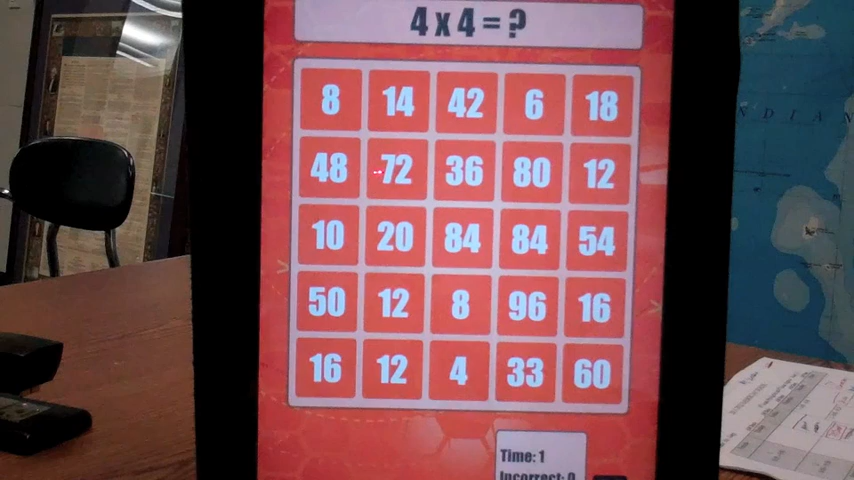 4 x 4 = ?
8 14 42 6 18
48 72 36 80 12
10 20 84 84 54
50 12 8 96 16
16 12 4 33 60
Time: 1
Incorrect: 0
INDIAN